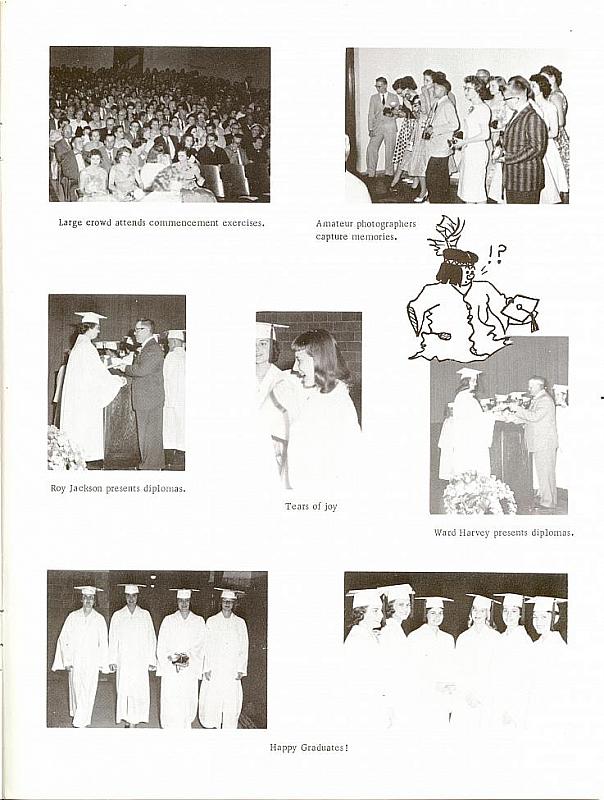 Large crowd attends commencement exercises.
Amateur photographers
capture memories.
!?
Roy Jackson presents diplomas.
Tears of joy
Ward Harvey presents diplomas.
Happy Graduates!